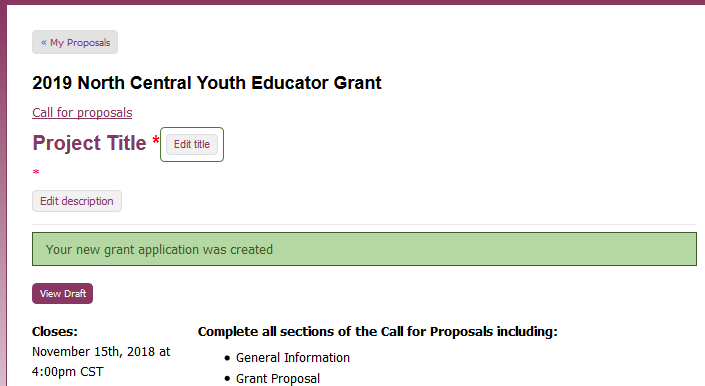 « My Proposals
2019 North Central Youth Educator Grant
Call for proposals
Project Title * Edit title
*
Edit description
Your new grant application was created
View Draft
Closes:
November 15th, 2018 at
4:00pm CST
Complete all sections of the Call for Proposals including:
• General Information
• Grant Proposal